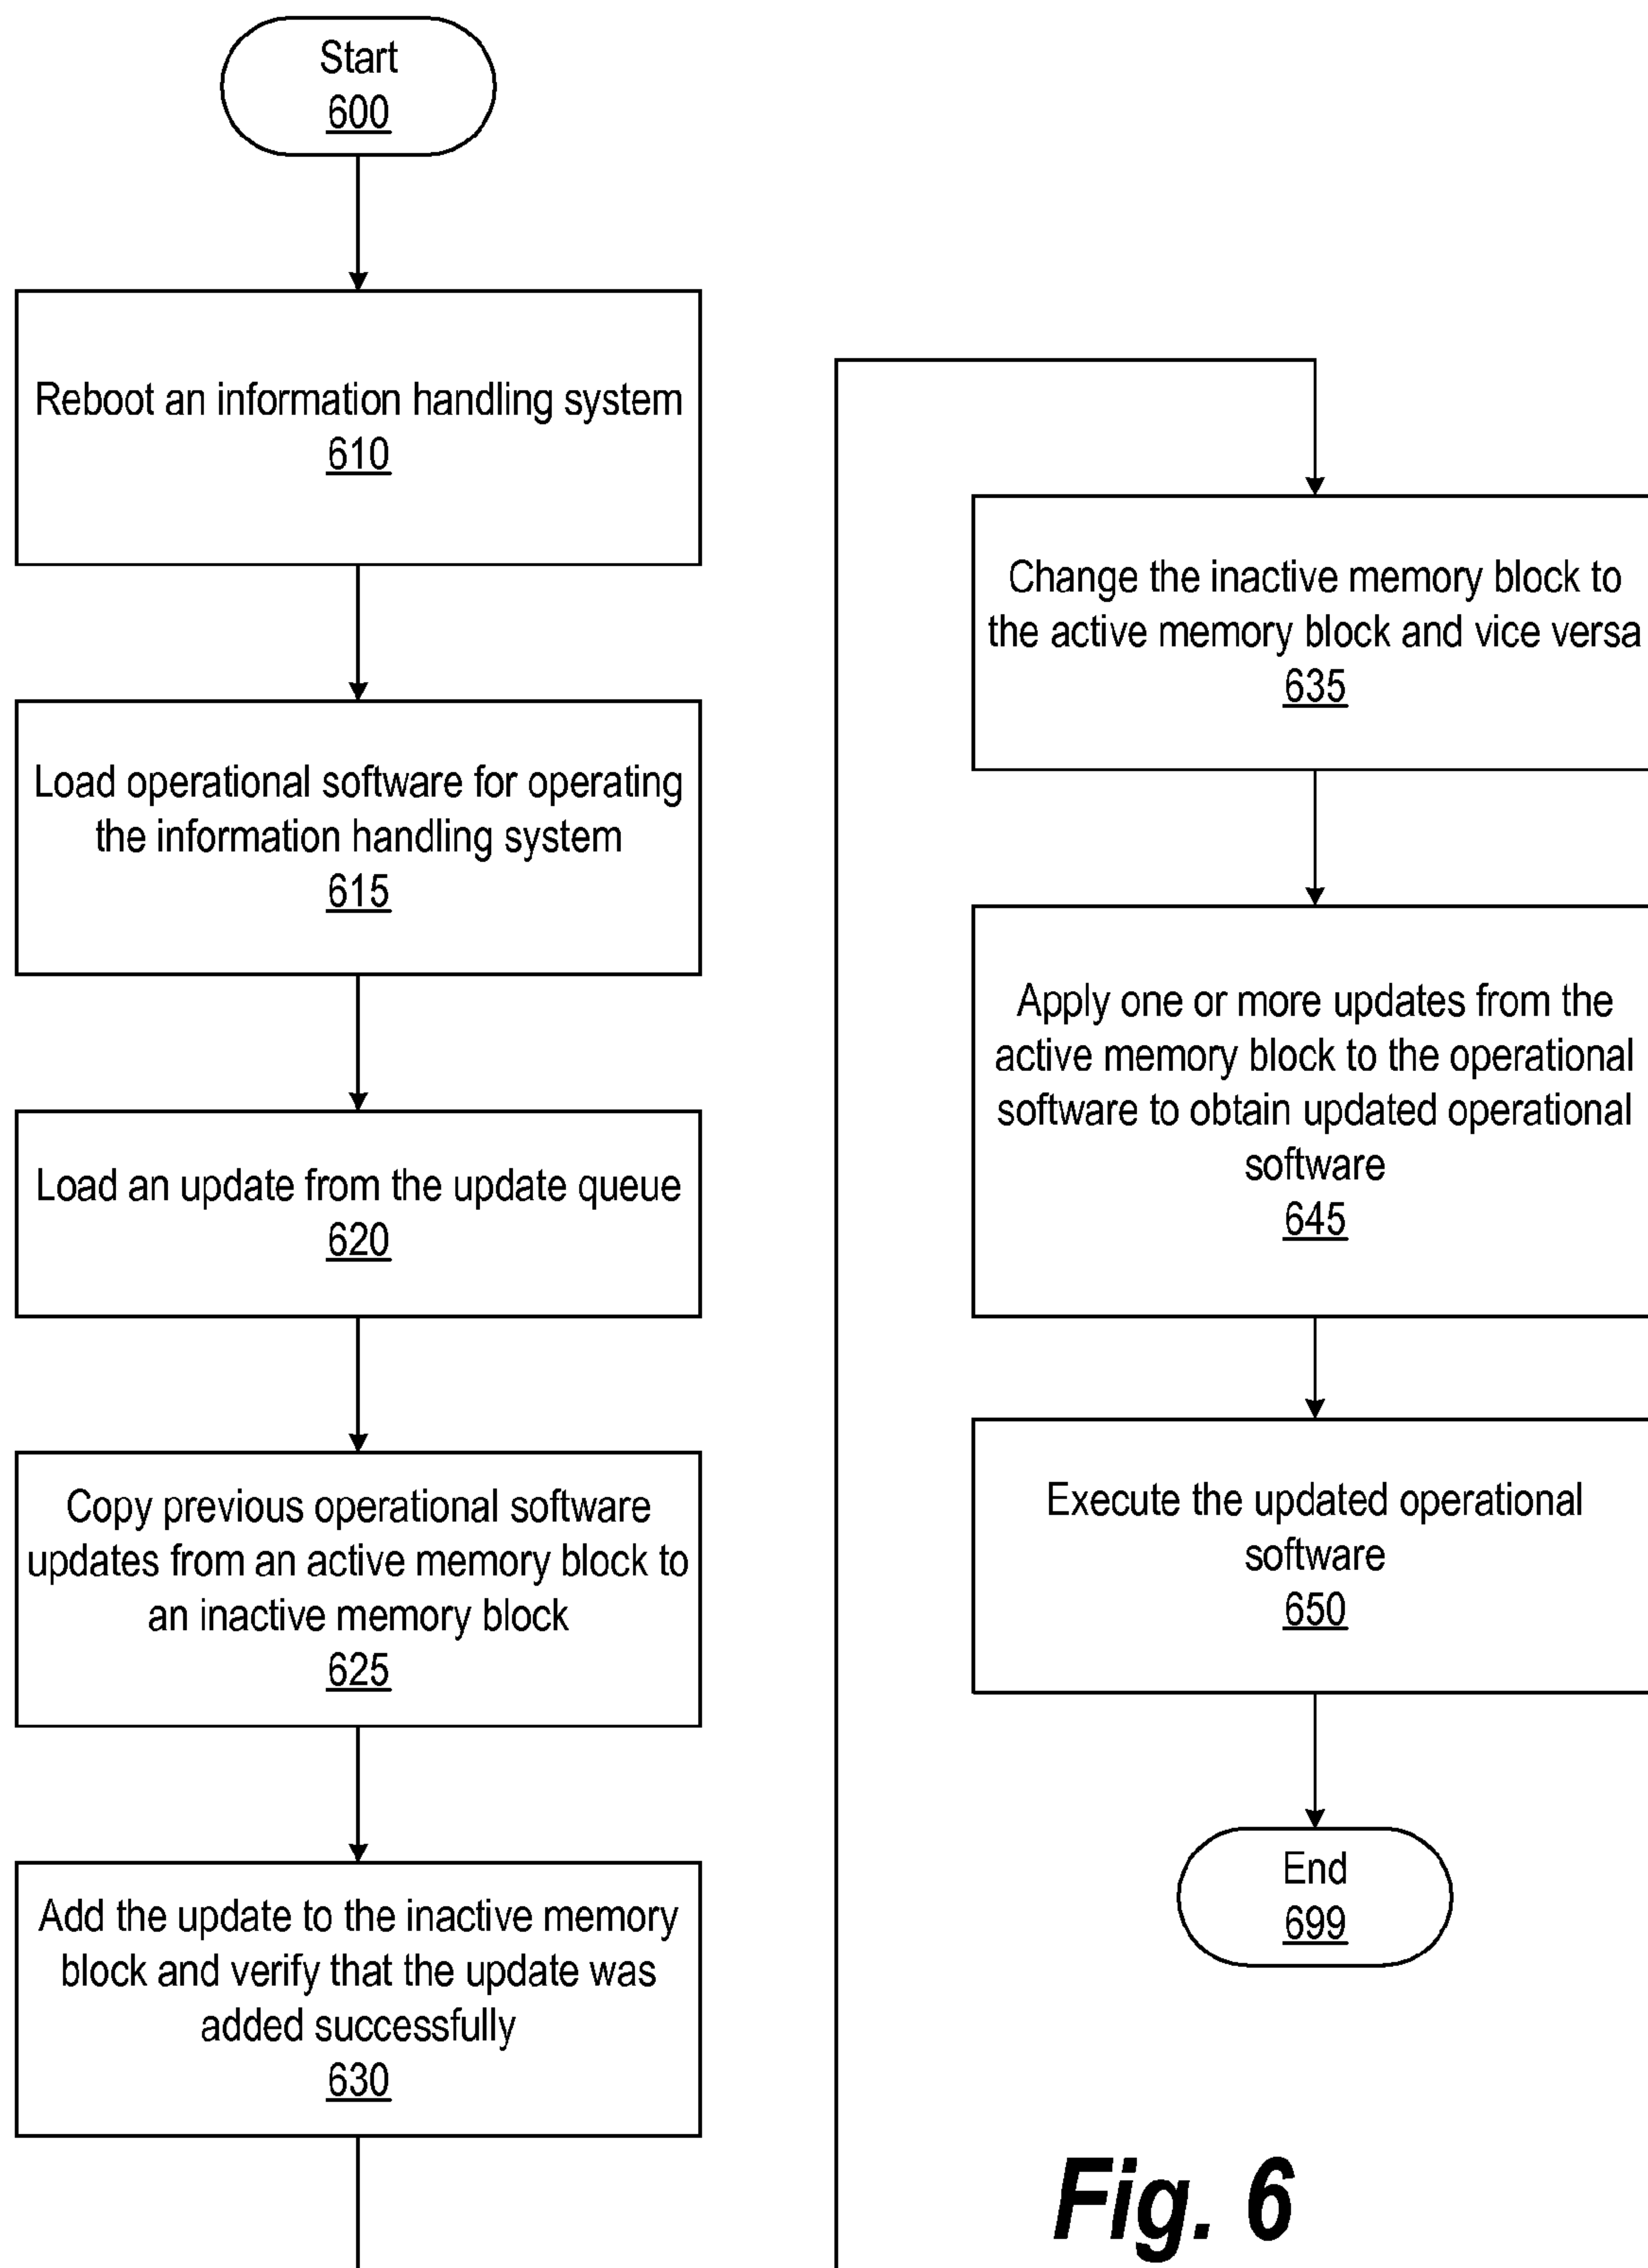 Start
600
Reboot an information handling system
610
Load operational software for operating
the information handling system
615
Load an update from the update queue
620
Copy previous operational software
updates from an active memory block to
an inactive memory block
625
Add the update to the inactive memory
block and verify that the update was
added successfully
630
Change the inactive memory block to
the active memory block and vice versa
635
Apply one or more updates from the
active memory block to the operational
software to obtain updated operational
software
645
Execute the updated operational
software
650
End
699
Fig. 6